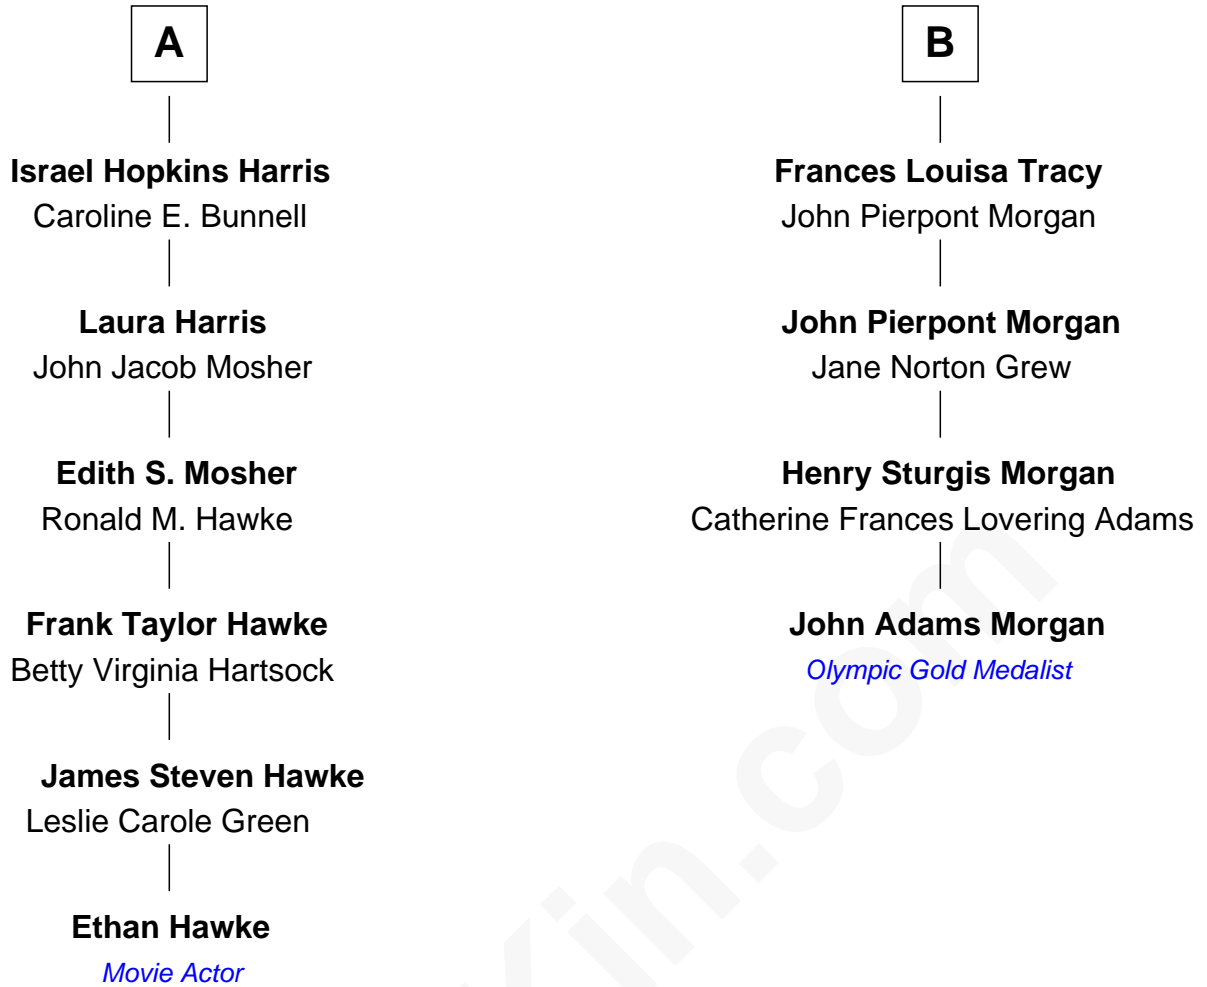 A
Israel Hopkins Harris
Caroline E. Bunnell
Laura Harris
John Jacob Mosher
Edith S. Mosher
Ronald M. Hawke
Frank Taylor Hawke
Betty Virginia Hartsock
James Steven Hawke
Leslie Carole Green
Ethan Hawke
Movie Actor
B
Frances Louisa Tracy
John Pierpont Morgan
John Pierpont Morgan
Jane Norton Grew
Henry Sturgis Morgan
Catherine Frances Lovering Adams
John Adams Morgan
Olympic Gold Medalist